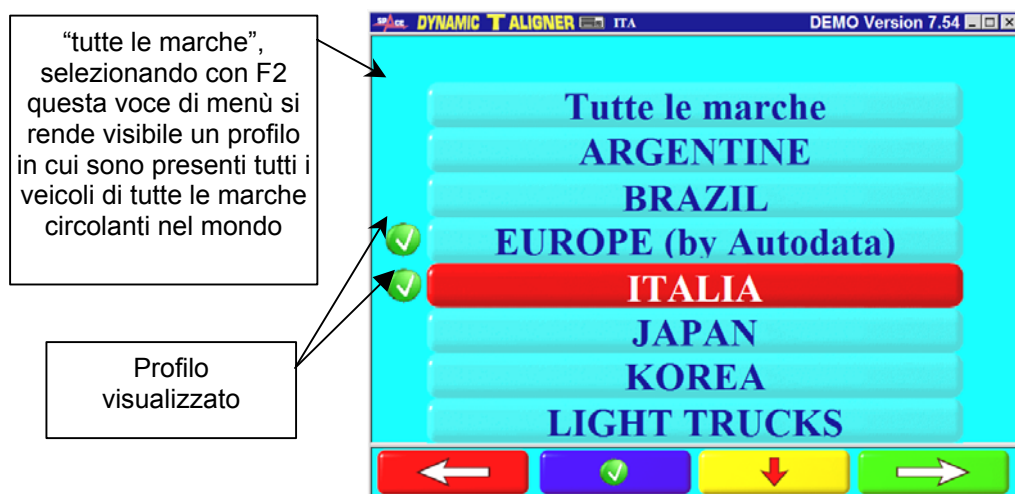 “tutte le marche”,
selezionando con F2
questa voce di menù si
rende visibile un profilo
in cui sono presenti tutti i
veicoli di tutte le marche
circolanti nel mondo
Profilo
visualizzato
SPACE DYNAMIC T ALIGNER ITA DEMO Version 7.54
Tutte le marche
ARGENTINE
BRAZIL
EUROPE (by Autodata)
ITALIA
JAPAN
KOREA
LIGHT TRUCKS